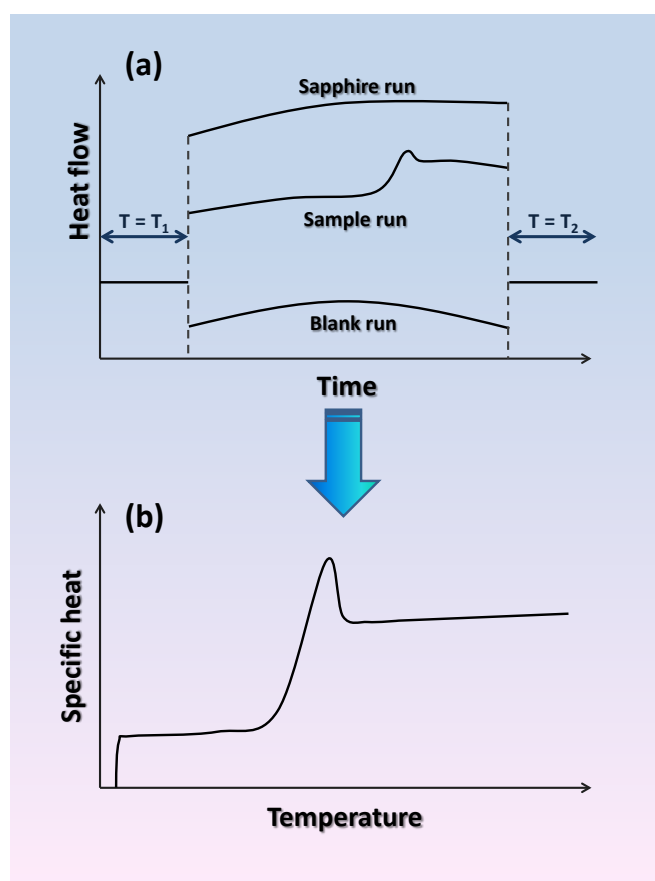 (a)
Sapphire run
Heat flow
T = T₁
Sample run
T = T₂
Blank run
Time
(b)
Specific heat
Temperature